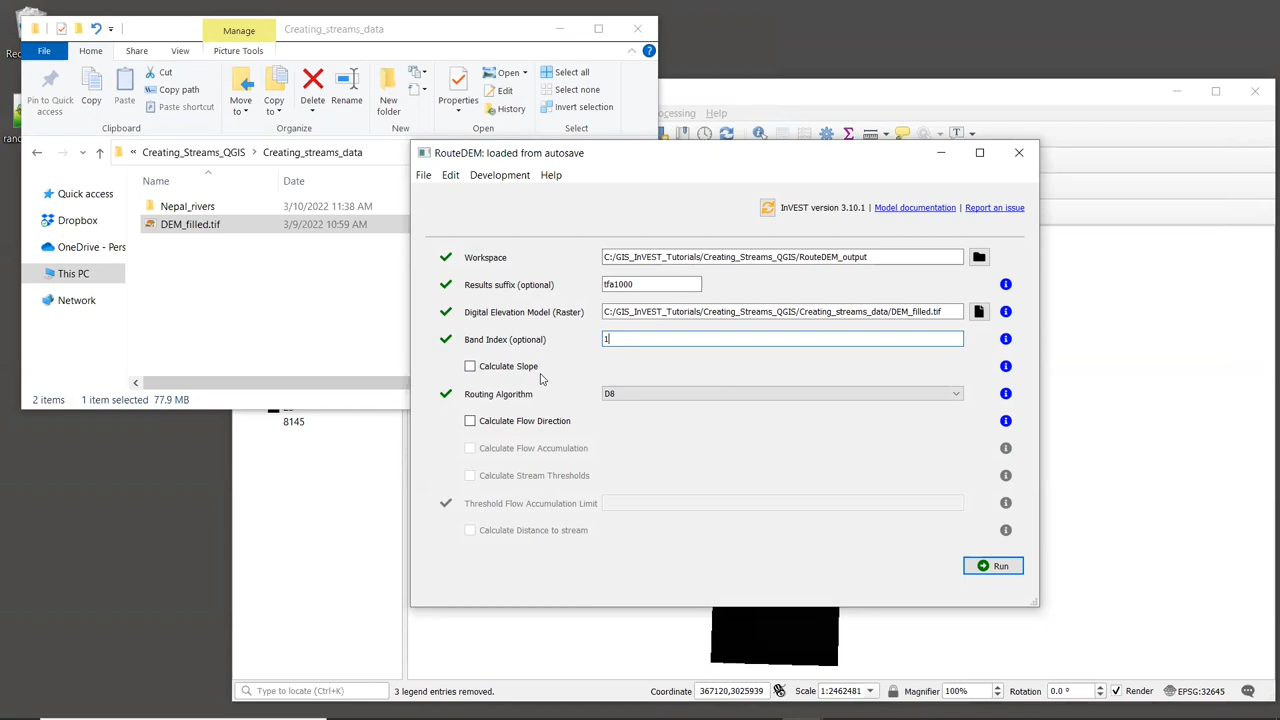 Manage
Creating_streams_data
File
Home
Share
View
Picture Tools
Pin to Quick access
Copy
Paste
Cut
Copy path
Paste shortcut
Clipboard
Move to
Copy to
Delete
Rename
Organize
New folder
New
Properties
Open
Edit
History
Open
Select all
Select none
Invert selection
Select
Creating_Streams_QGIS
Creating_streams_data
Name
Date
Quick access
Dropbox
OneDrive - Pers
This PC
Network
Nepal_rivers
3/10/2022 11:38 AM
DEM_filled.tif
3/9/2022 10:59 AM
2 items
1 item selected 77.9 MB
ocessing
Help
RouteDEM: loaded from autosave
File
Edit
Development
Help
InVEST version 3.10.1 | Model documentation | Report an issue
Workspace
C:/GIS_InVEST_Tutorials/Creating_Streams_QGIS/RouteDEM_output
Results suffix (optional)
tfa1000
Digital Elevation Model (Raster)
C:/GIS_InVEST_Tutorials/Creating_Streams_QGIS/Creating_streams_data/DEM_filled.tif
Band Index (optional)
1
Calculate Slope
Routing Algorithm
D8
Calculate Flow Direction
Calculate Flow Accumulation
Calculate Stream Thresholds
Threshold Flow Accumulation Limit
Calculate Distance to stream
Run
8145
Type to locate (Ctrl+K)
3 legend entries removed.
Coordinate
367120,3025939
Scale
1:2462481
Magnifier
100%
Rotation
0.0 °
Render
EPSG:32645